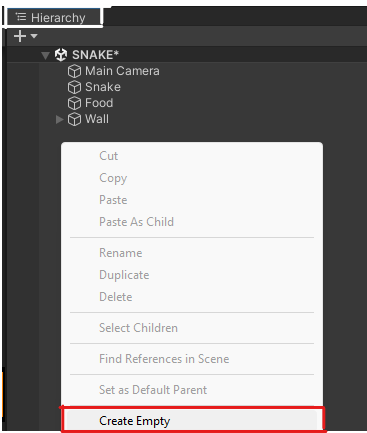 Hierarchy
SNAKE*
Main Camera
Snake
Food
Wall
Cut
Copy
Paste
Paste As Child
Rename
Duplicate
Delete
Select Children
Find References in Scene
Set as Default Parent
Create Empty